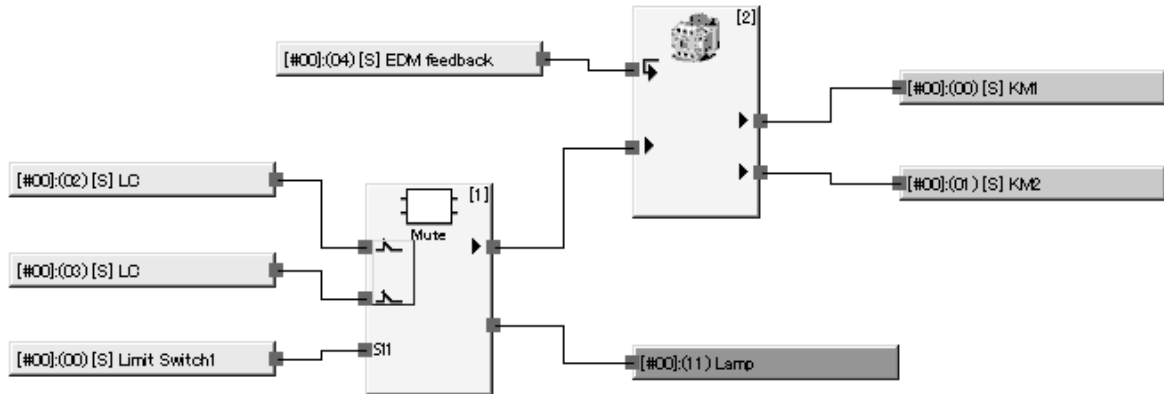 [2]
[#00]:(04) [S] EDM feedback
[#00]:(00) [S] KM1
[#00]:(02) [S] LC
[#00]:(01) [S] KM2
[1]
Mute
[#00]:(03) [S] LC
[#00]:(00) [S] Limit Switch1
SI1
[#00]:(11) Lamp